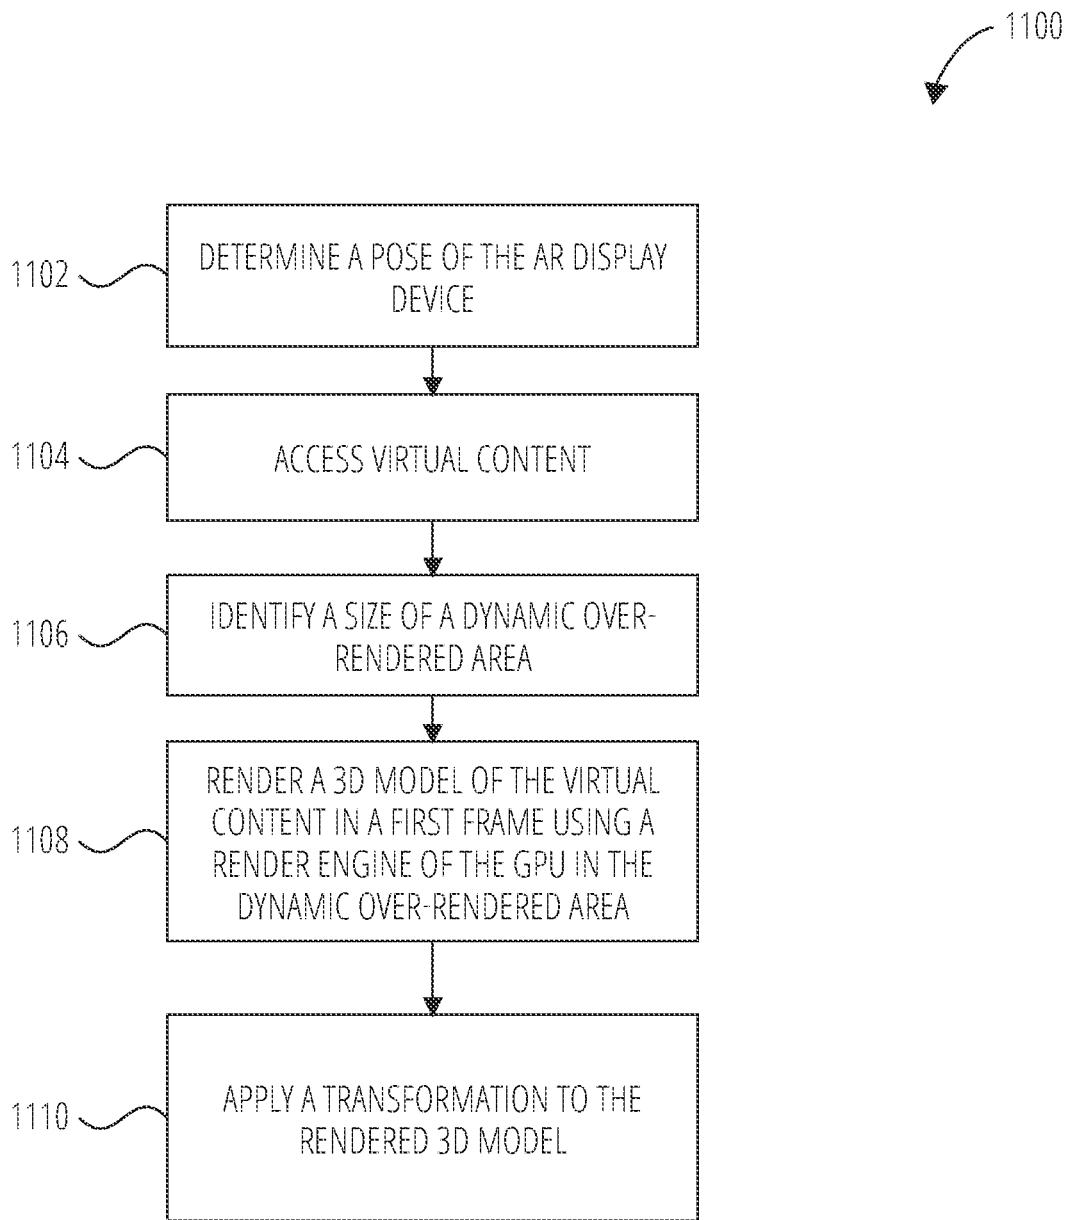 1100
1102
DETERMINE A POSE OF THE AR DISPLAY
DEVICE
1104
ACCESS VIRTUAL CONTENT
1106
IDENTIFY A SIZE OF A DYNAMIC OVER-
RENDERED AREA
1108
RENDER A 3D MODEL OF THE VIRTUAL
CONTENT IN A FIRST FRAME USING A
RENDER ENGINE OF THE GPU IN THE
DYNAMIC OVER-RENDERED AREA
1110
APPLY A TRANSFORMATION TO THE
RENDERED 3D MODEL